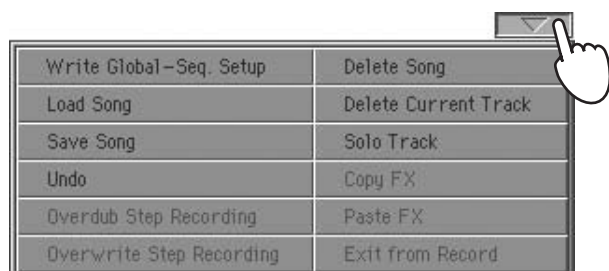 Write Global-Seq. Setup
Delete Song
Load Song
Delete Current Track
Save Song
Solo Track
Undo
Copy FX
Overdub Step Recording
Paste FX
Overwrite Step Recording
Exit from Record